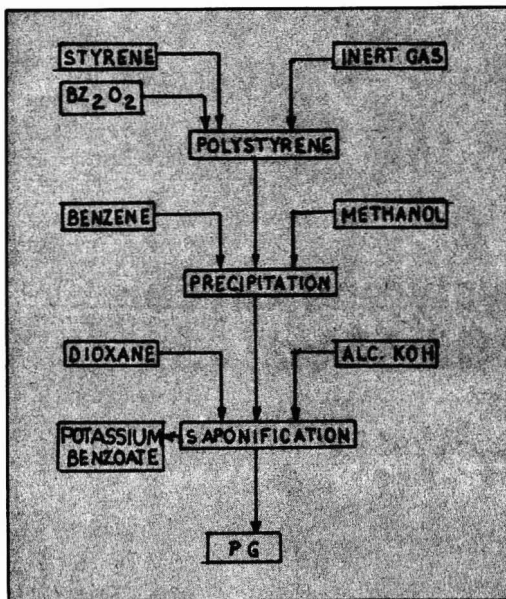 STYRENE
INERT GAS
BZ₂O₂
POLYSTYRENE
BENZENE
METHANOL
PRECIPITATION
DIOXANE
ALC. KOH
POTASSIUM
BENZOATE
SAPONIFICATION
PG